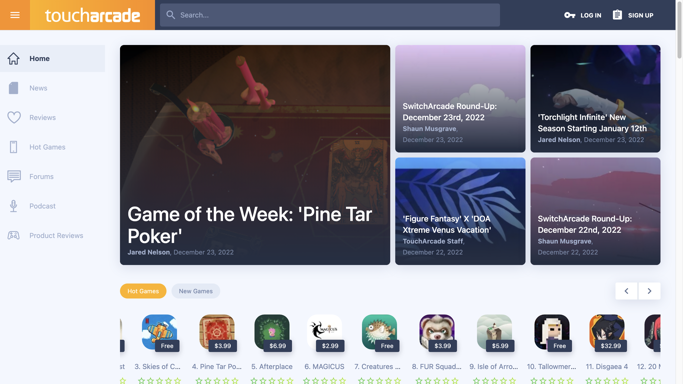 toucharcade
Search...
LOG IN
SIGN UP
Home
News
Reviews
Hot Games
Forums
Podcast
Product Reviews
Game of the Week: 'Pine Tar
Poker'
Jared Nelson, December 23, 2022
SwitchArcade Round-Up:
December 23rd, 2022
Shaun Musgrave,
December 23, 2022
'Torchlight Infinite' New
Season Starting January 12th
Jared Nelson, December 23, 2022
'Figure Fantasy' X 'DOA
Xtreme Venus Vacation'
TouchArcade Staff,
December 22, 2022
SwitchArcade Round-Up:
December 22nd, 2022
Shaun Musgrave,
December 22, 2022
Hot Games
New Games
Free
$3.99
$6.99
$2.99
Free
$3.99
$5.99
Free
$32.99
st
3. Skies of C...
4. Pine Tar Po...
5. Afterplace
6. MAGICUS
7. Creatures ...
8. FUR Squad...
9. Isle of Arro...
10. Tallowmer...
11. Disgaea 4
12. 20 M